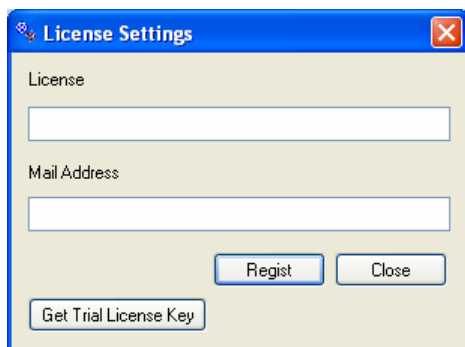 License Settings
License
Mail Address
Regist Close
Get Trial License Key